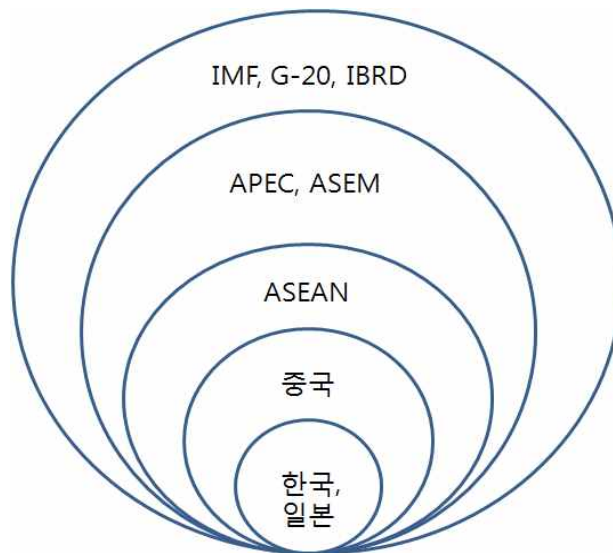 IMF, G-20, IBRD
APEC, ASEM
ASEAN
중국
한국,
일본